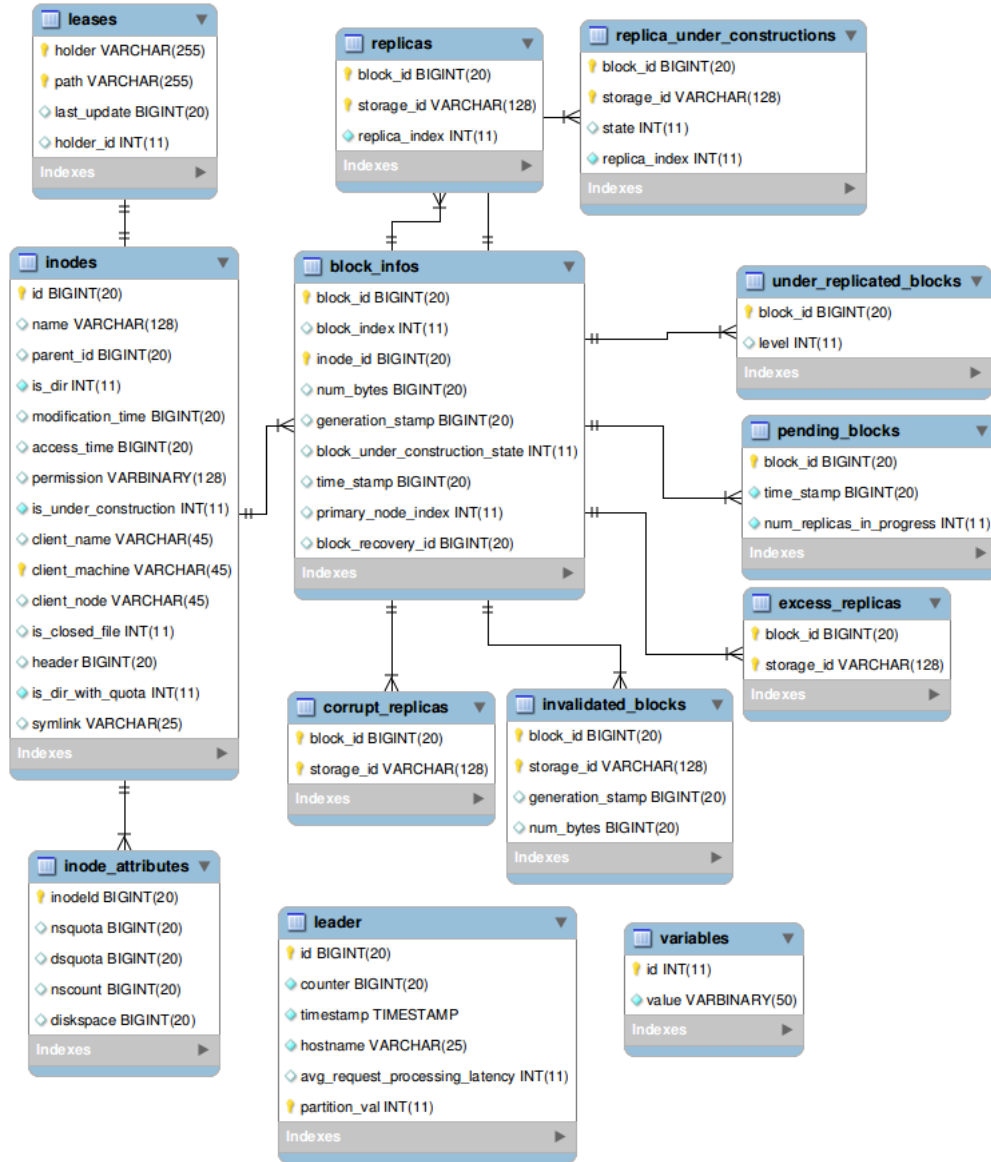 leases
holder VARCHAR(255)
path VARCHAR(255)
last_update BIGINT(20)
holder_id INT(11)
Indexes
replicas
block_id BIGINT(20)
storage_id VARCHAR(128)
replica_index INT(11)
Indexes
replica_under_constructions
block_id BIGINT(20)
storage_id VARCHAR(128)
state INT(11)
replica_index INT(11)
Indexes
inodes
id BIGINT(20)
name VARCHAR(128)
parent_id BIGINT(20)
is_dir INT(11)
modification_time BIGINT(20)
access_time BIGINT(20)
permission VARBINARY(128)
is_under_construction INT(11)
client_name VARCHAR(45)
client_machine VARCHAR(45)
client_node VARCHAR(45)
is_closed_file INT(11)
header BIGINT(20)
is_dir_with_quota INT(11)
symlink VARCHAR(25)
Indexes
block_infos
block_id BIGINT(20)
block_index INT(11)
inode_id BIGINT(20)
num_bytes BIGINT(20)
generation_stamp BIGINT(20)
block_under_construction_state INT(11)
time_stamp BIGINT(20)
primary_node_index INT(11)
block_recovery_id BIGINT(20)
Indexes
under_replicated_blocks
block_id BIGINT(20)
level INT(11)
Indexes
pending_blocks
block_id BIGINT(20)
time_stamp BIGINT(20)
num_replicas_in_progress INT(11)
Indexes
excess_replicas
block_id BIGINT(20)
storage_id VARCHAR(128)
Indexes
corrupt_replicas
block_id BIGINT(20)
storage_id VARCHAR(128)
Indexes
invalidated_blocks
block_id BIGINT(20)
storage_id VARCHAR(128)
generation_stamp BIGINT(20)
num_bytes BIGINT(20)
Indexes
inode_attributes
inodeId BIGINT(20)
nsquota BIGINT(20)
dsquota BIGINT(20)
nscount BIGINT(20)
diskspace BIGINT(20)
Indexes
leader
id BIGINT(20)
counter BIGINT(20)
timestamp TIMESTAMP
hostname VARCHAR(25)
avg_request_processing_latency INT(11)
partition_val INT(11)
Indexes
variables
id INT(11)
value VARBINARY(50)
Indexes